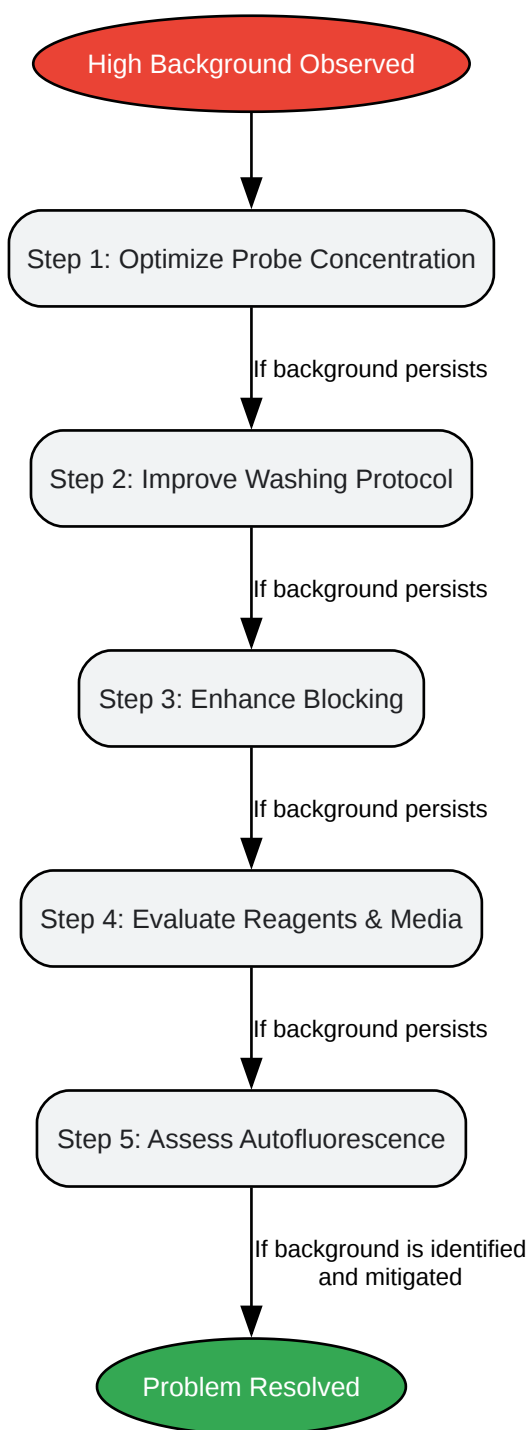 High Background Observed
Step 1: Optimize Probe Concentration
If background persists
Step 2: Improve Washing Protocol
If background persists
Step 3: Enhance Blocking
If background persists
Step 4: Evaluate Reagents & Media
If background persists
Step 5: Assess Autofluorescence
If background is identified
and mitigated
Problem Resolved